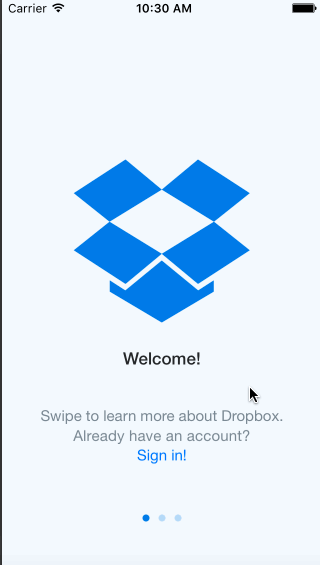 Carrier 10:30 AM
Welcome!
Swipe to learn more about Dropbox.
Already have an account?
Sign in!